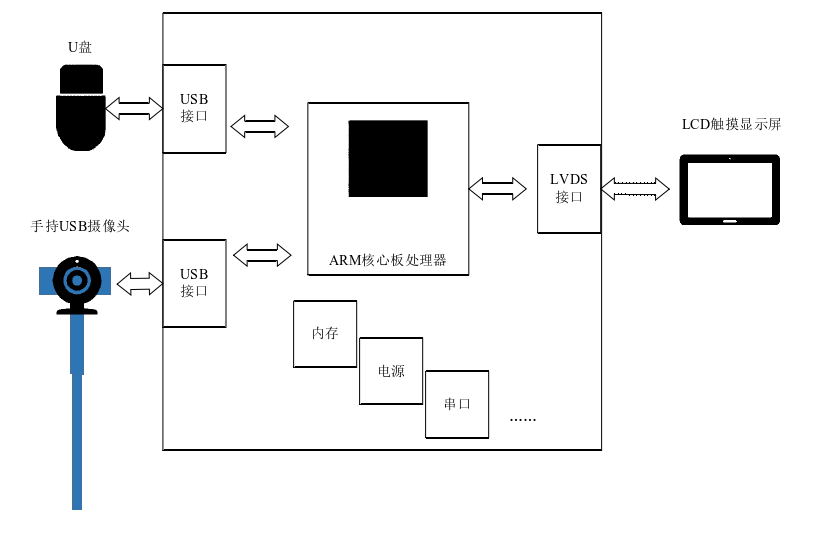 U盘
USB
接口
LCD触摸显示屏
LVDS
接口
手持USB摄像头
ARM核心板处理器
USB
接口
内存
电源
串口
......